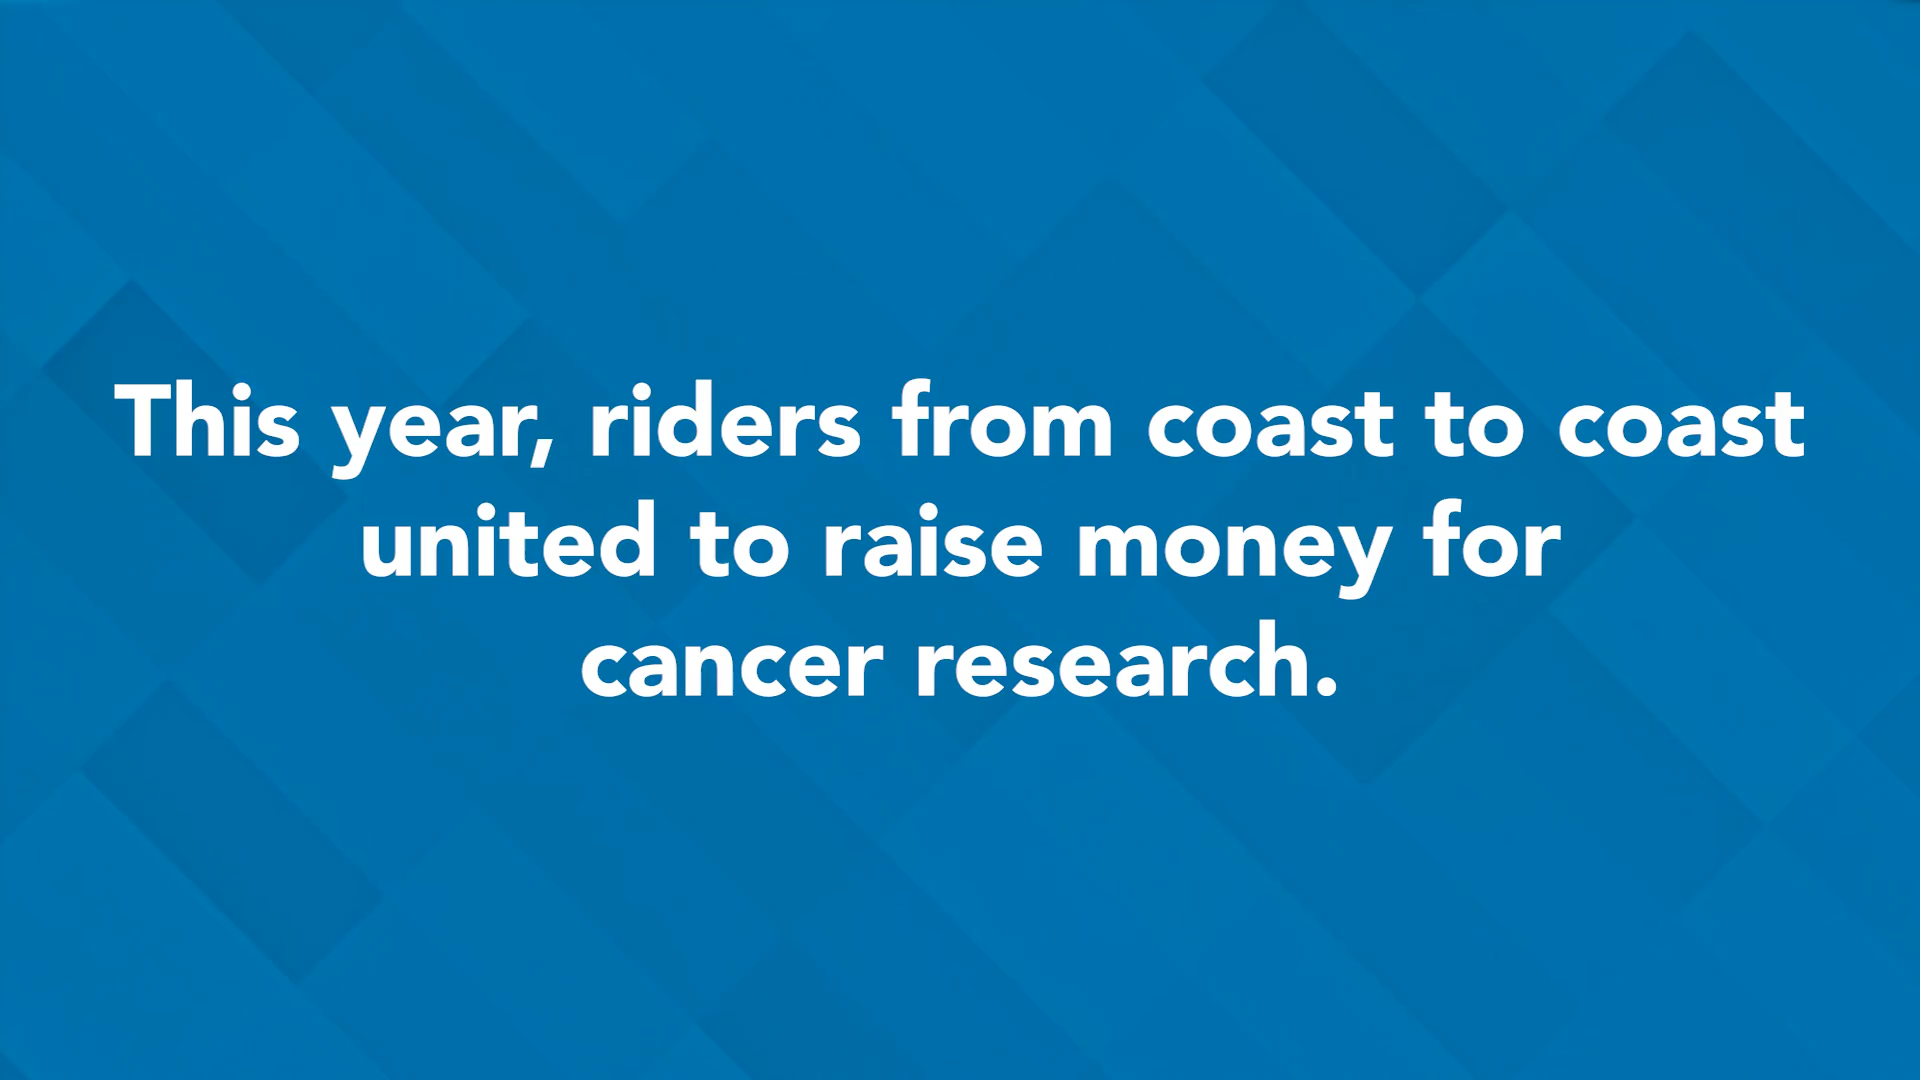 This year, riders from coast to coast
united to raise money for
cancer research.